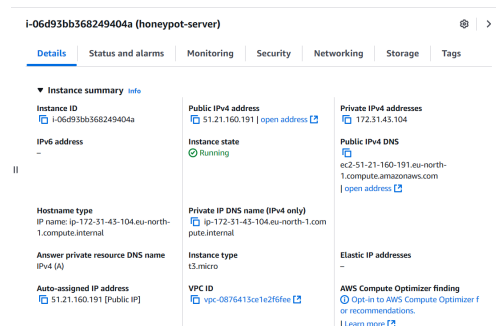 i-06d93bb368249404a (honeypot-server)
Details
Status and alarms
Monitoring
Security
Networking
Storage
Tags
Instance summary Info
Instance ID
i-06d93bb368249404a
Public IPv4 address
51.21.160.191 | open address
Private IPv4 addresses
172.31.43.104
IPv6 address
–
Instance state
Running
Public IPv4 DNS
ec2-51-21-160-191.eu-north-
1.compute.amazonaws.com
| open address
Hostname type
IP name: ip-172-31-43-104.eu-north-
1.compute.internal
Private IP DNS name (IPv4 only)
ip-172-31-43-104.eu-north-1.com
pute.internal
Answer private resource DNS name
IPv4 (A)
Instance type
t3.micro
Elastic IP addresses
–
Auto-assigned IP address
51.21.160.191 [Public IP]
VPC ID
vpc-0876413ce1e2f6fee
AWS Compute Optimizer finding
Opt-in to AWS Compute Optimizer f
or recommendations.
| Learn more